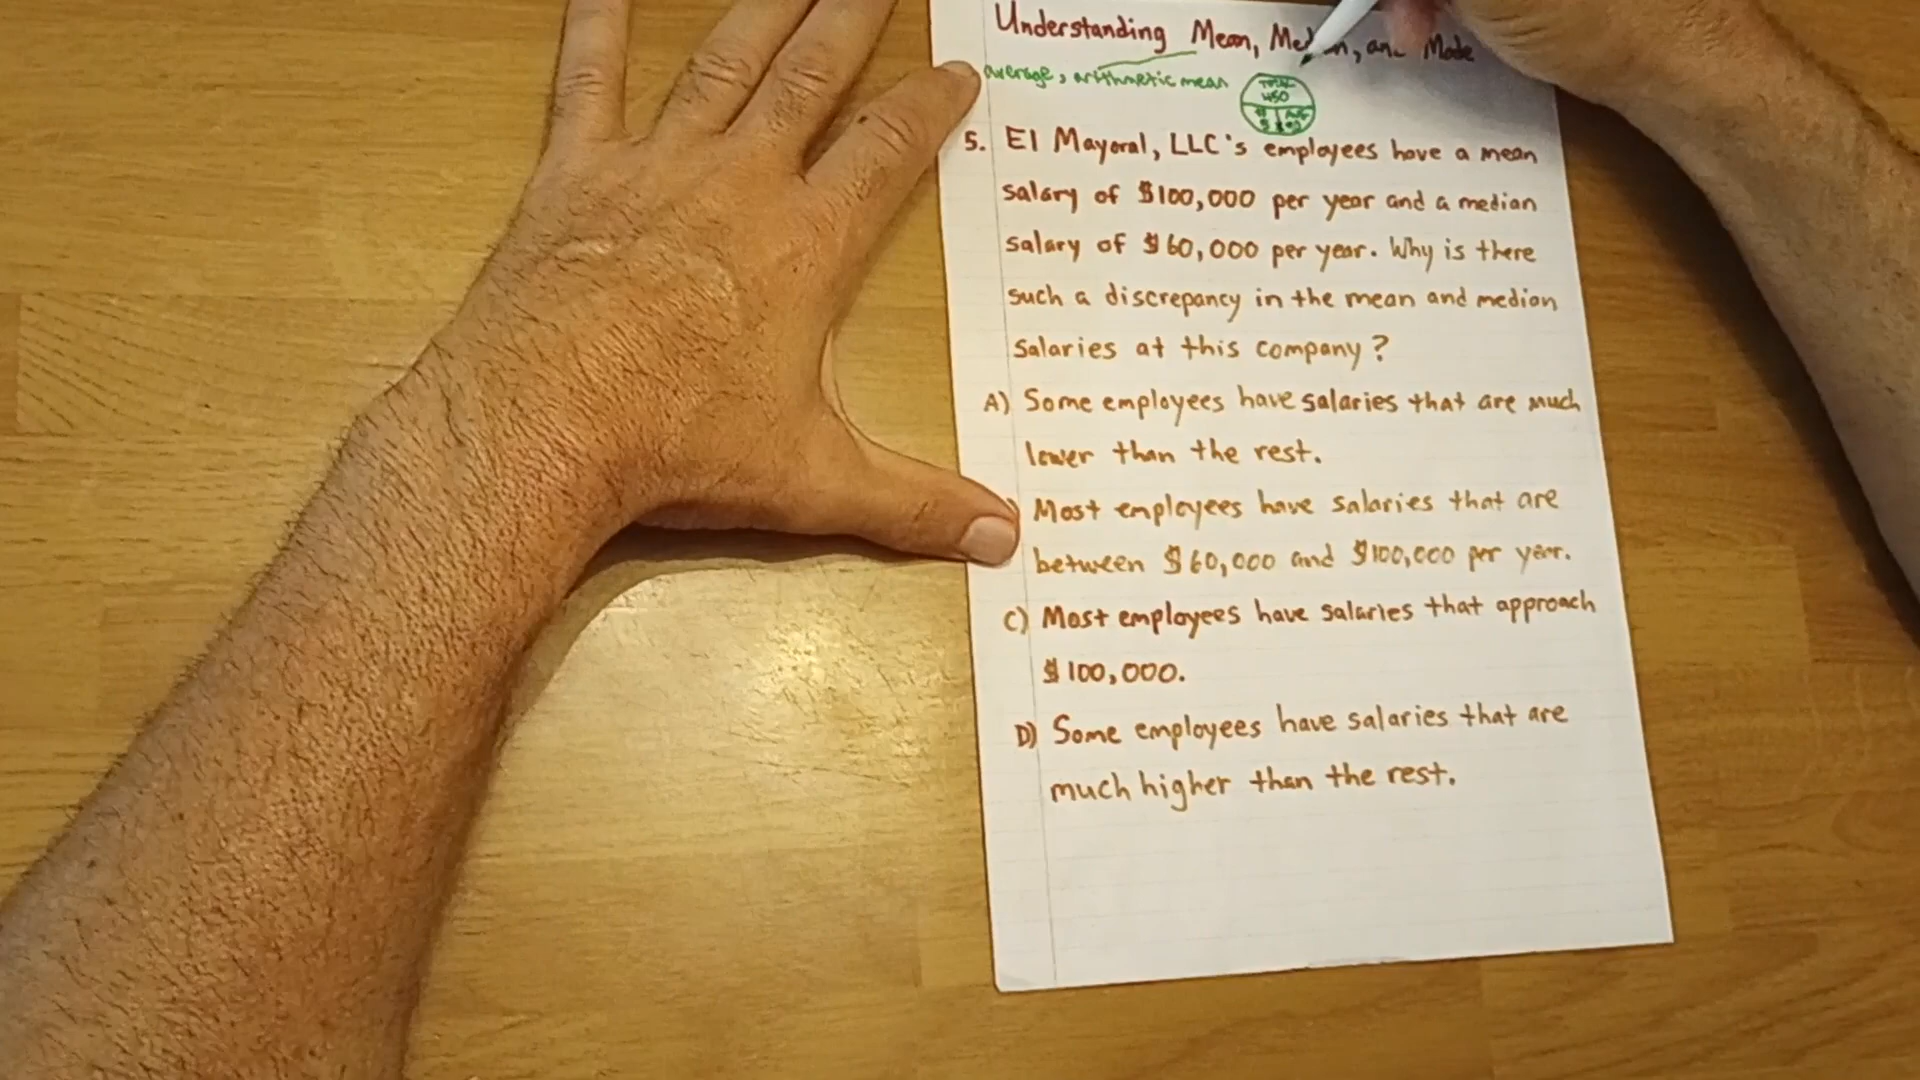 Understanding Mean, Median, and Mode
average, arithmetic mean
TOTAL
450
5. El Mayoral, LLC's employees have a mean
salary of $100,000 per year and a median
salary of $60,000 per year. Why is there
such a discrepancy in the mean and median
salaries at this company?
A) Some employees have salaries that are much
lower than the rest.
) Most employees have salaries that are
between $60,000 and $100,000 per year.
C) Most employees have salaries that approach
$100,000.
D) Some employees have salaries that are
much higher than the rest.